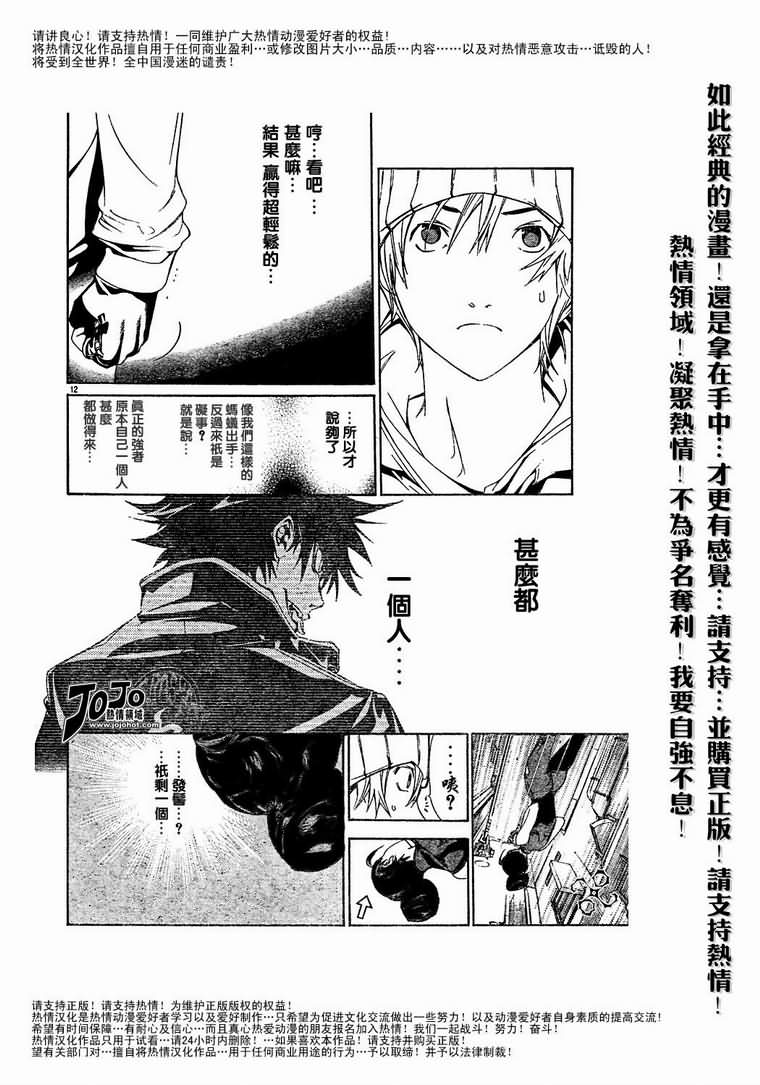 请讲良心！请支持热情！一同维护广大热情动漫爱好者的权益！
将热情汉化作品擅自用于任何商业盈利…或修改图片大小…品质…内容……以及对热情恶意攻击…诋毁的人！
将受到全世界！全中国漫迷的谴责！
如此經典的漫畫！還是拿在手中…才更有感覺…請支持…並購買正版！請支持熱情！
熱情領域！凝聚熱情！不為爭名奪利！我要自強不息！
哼…看吧…
甚麼嘛…
結果 贏得超輕鬆的…
12
…所以才
說夠了
像我們這樣的
螞蟻出手…
反過來祇是
礙事？
就是說…
真正的強者
原本自己一個人
甚麼
都做得來…
甚麼都
一個人…‥
JOJO
熱情領域
www.jojohot.com
……
咦？
……發髻…？
祇剩一個…
请支持正版！请支持热情！为维护正版版权的权益！
热情汉化是热情动漫爱好者学习以及爱好制作…只希望为促进文化交流做出一些努力！以及动漫爱好者自身素质的提高交流！
希望有时间保障…有耐心及信心…而且真心热爱动漫的朋友报名加入热情！我们一起战斗！努力！奋斗！
热情汉化作品只用于试看…请24小时内删除！…如果喜欢本作品！请支持并购买正版！
望有关部门对…擅自将热情汉化作品…用于任何商业用途的行为…予以取缔！并予以法律制裁！